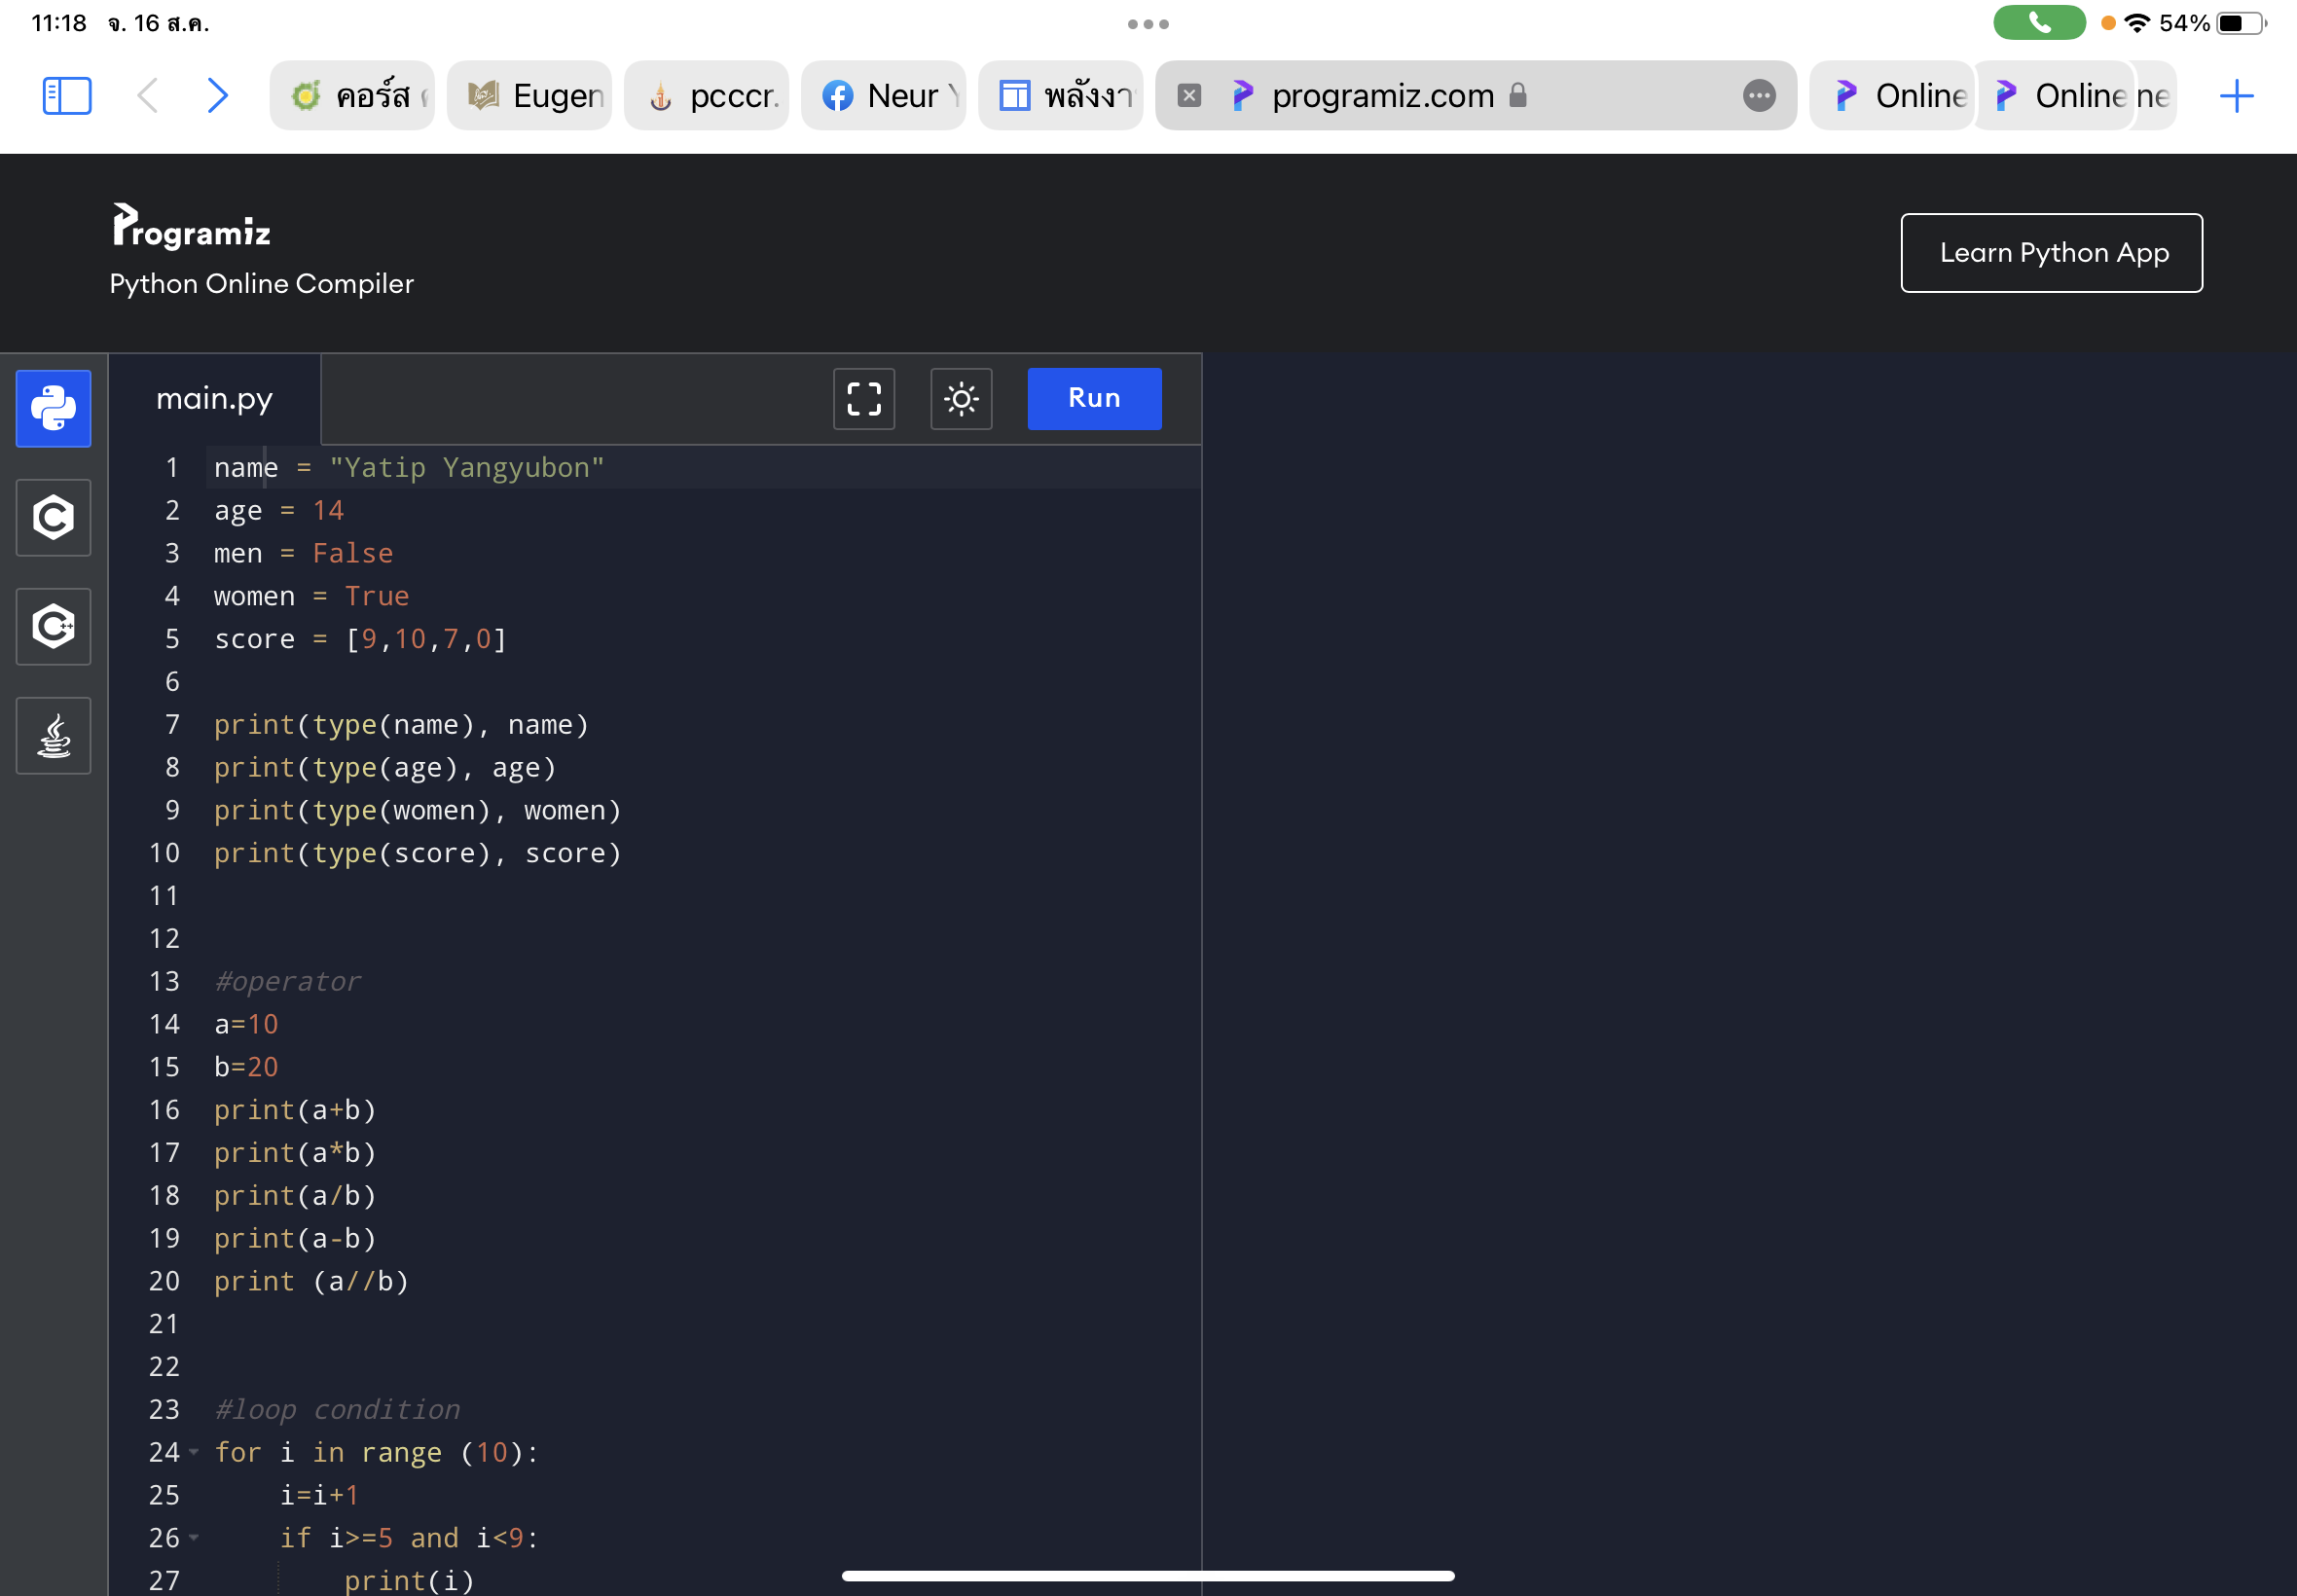 11:18 จ. 16 ส.ค. 54%
คอร์ส Eugen pcccr. Neur พลังงา programiz.com Online Online ne
Programiz
Python Online Compiler
Learn Python App
main.py Run
1 name = "Yatip Yangyubon"
2 age = 14
3 men = False
4 women = True
5 score = [9,10,7,0]
6
7 print(type(name), name)
8 print(type(age), age)
9 print(type(women), women)
10 print(type(score), score)
11
12
13 #operator
14 a=10
15 b=20
16 print(a+b)
17 print(a*b)
18 print(a/b)
19 print(a-b)
20 print (a//b)
21
22
23 #loop condition
24 for i in range (10):
25 i=i+1
26 if i>=5 and i<9:
27 print(i)